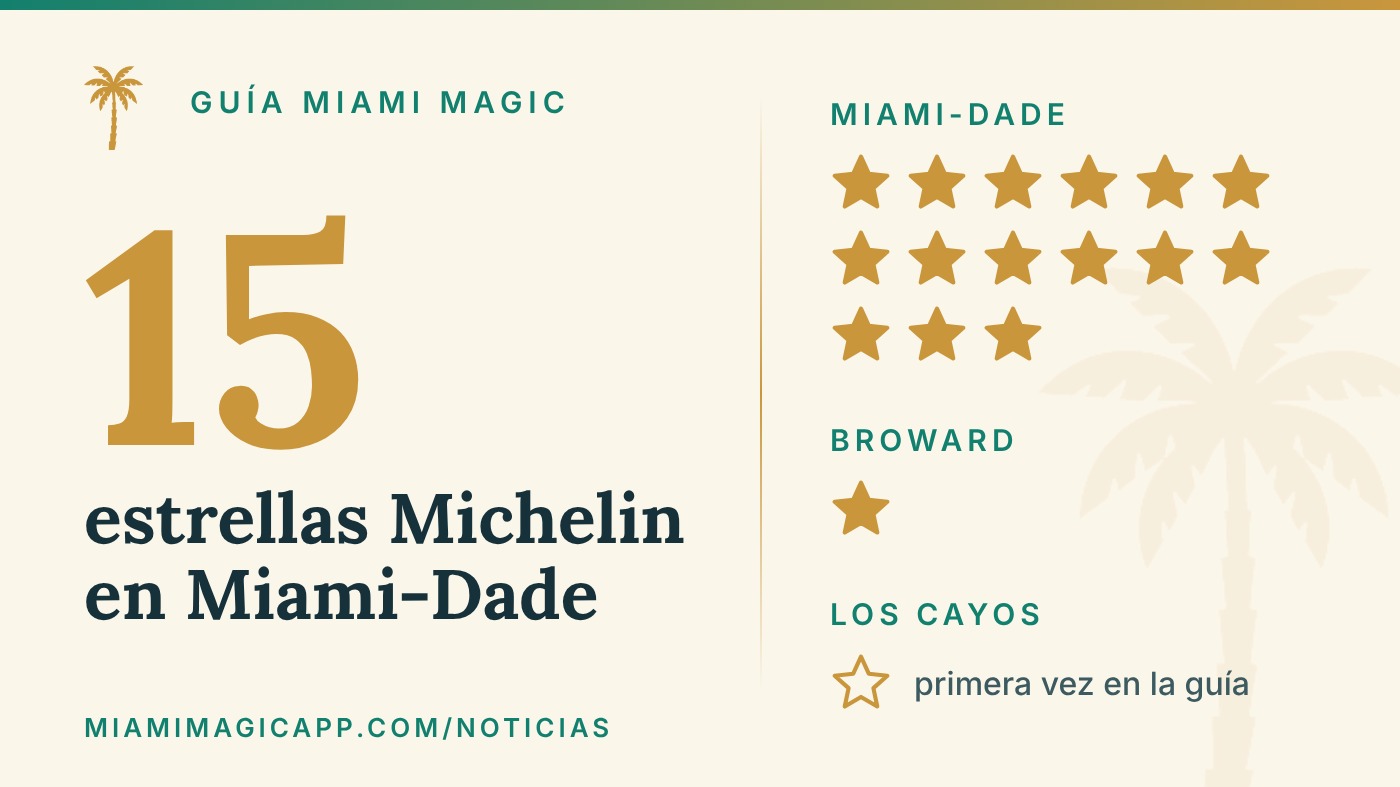 GUÍA MIAMI MAGIC
15
estrellas Michelin
en Miami-Dade
MIAMIMAGICAPP.COM/NOTICIAS
MIAMI-DADE
BROWARD
LOS CAYOS
primera vez en la guía